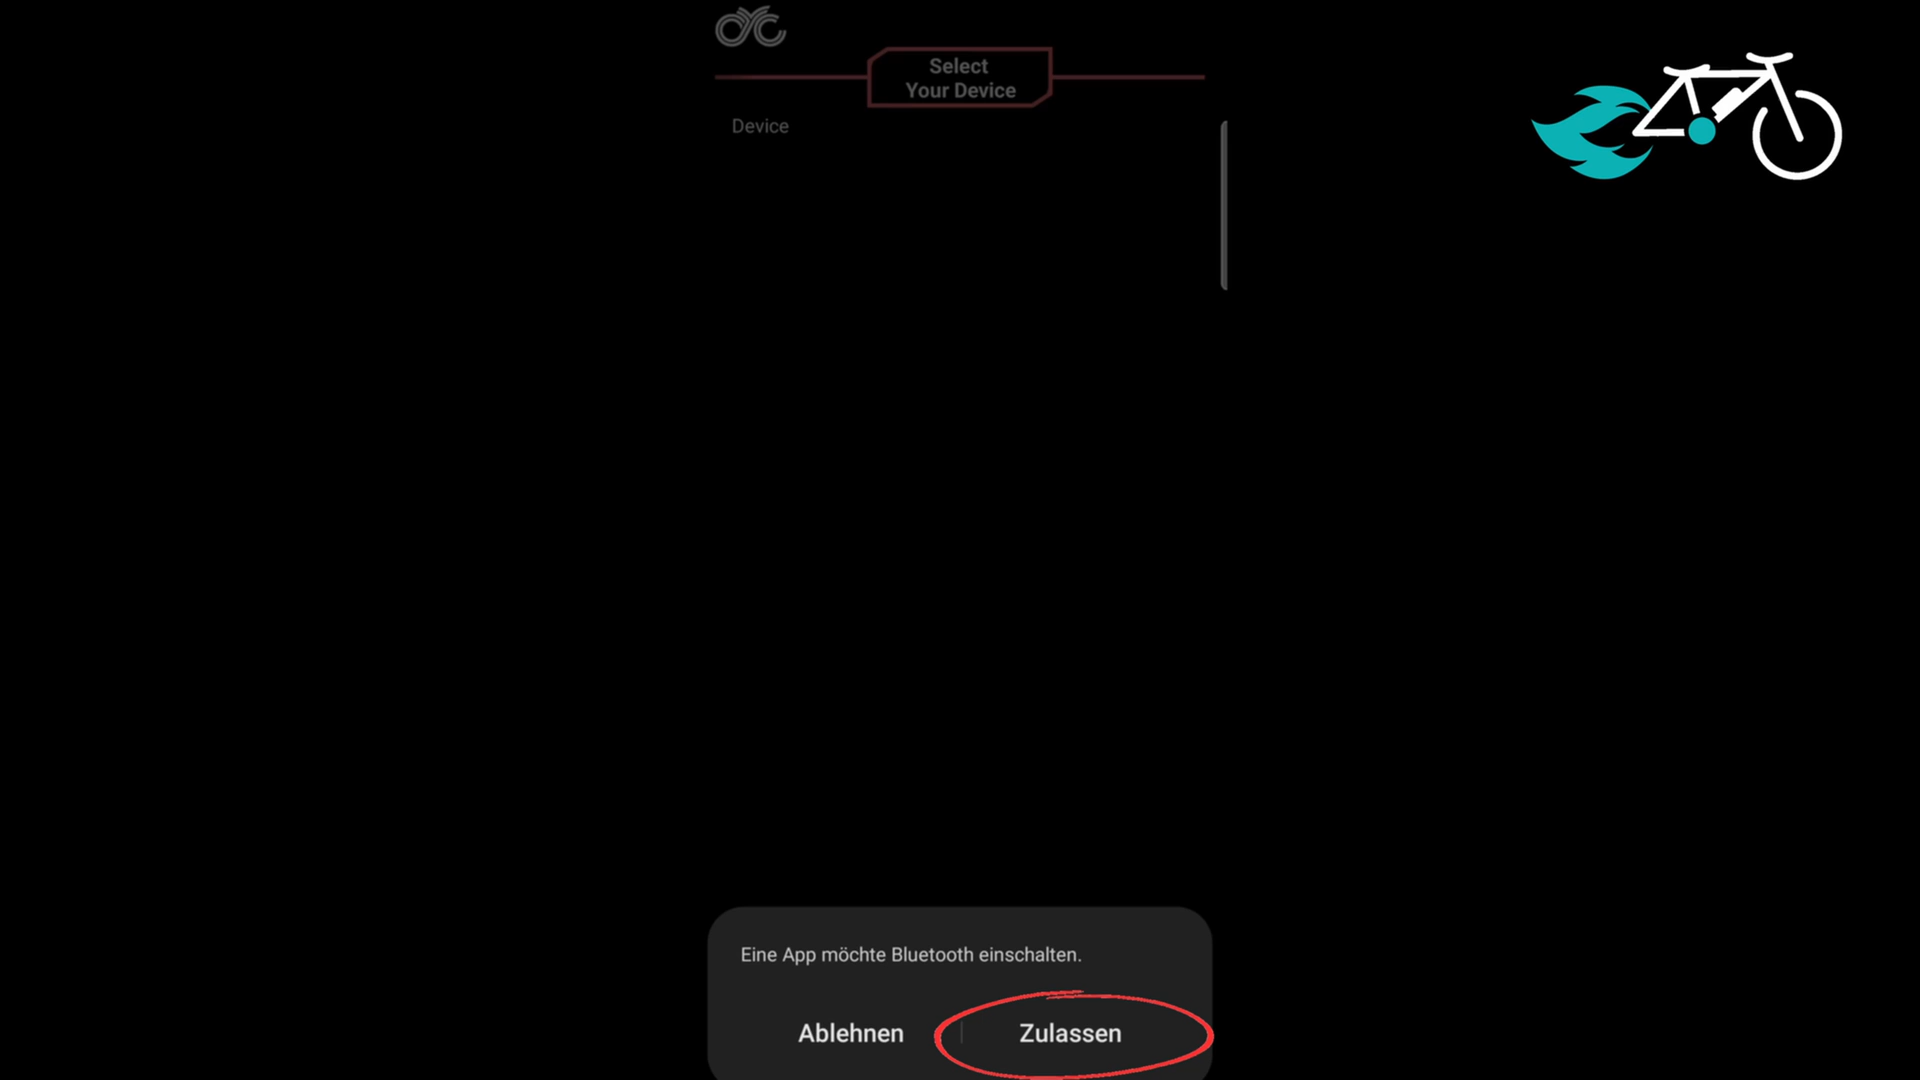 Select
Your Device
Device
Eine App möchte Bluetooth einschalten.
Ablehnen
Zulassen